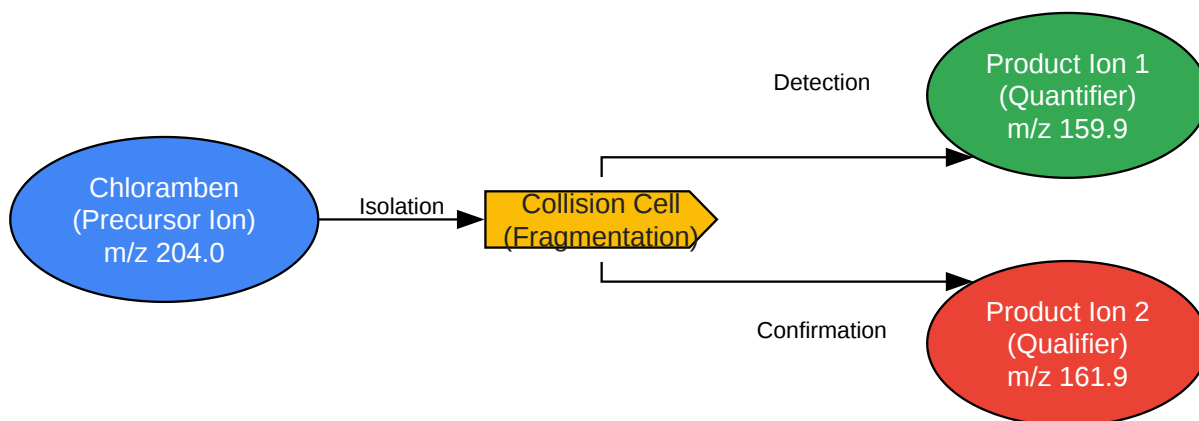 Chloramben
(Precursor Ion)
m/z 204.0
Isolation
Collision Cell
(Fragmentation)
Detection
Product Ion 1
(Quantifier)
m/z 159.9
Confirmation
Product Ion 2
(Qualifier)
m/z 161.9